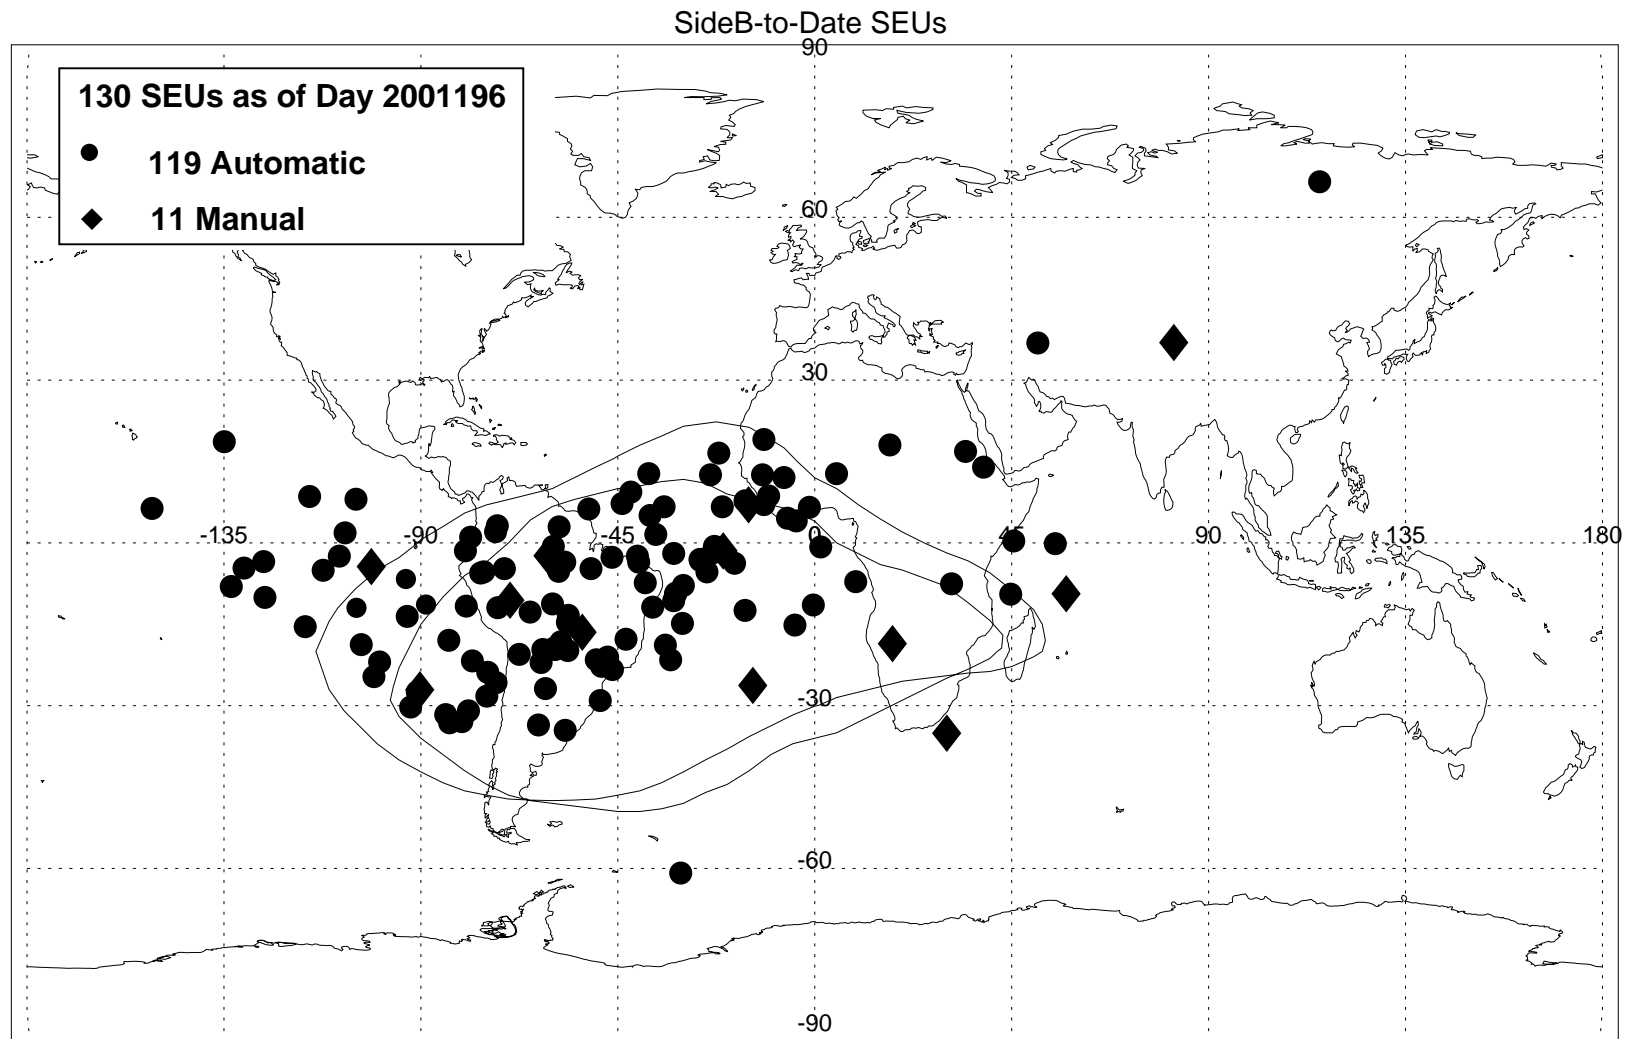 SideB-to-Date SEUs
90
130 SEUs as of Day 2001196
119 Automatic
11 Manual
60
30
-135 -90 -45 0 45 90 135 180
-30
-60
-90